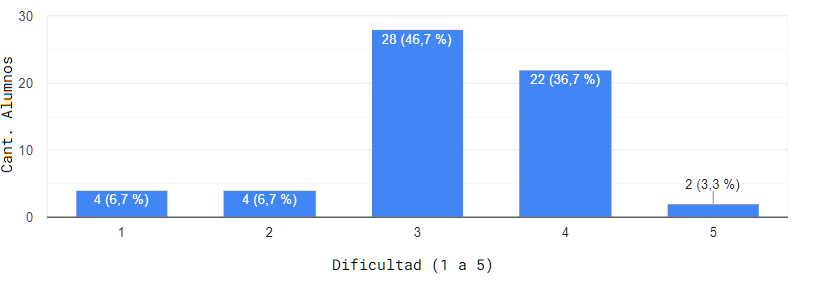 30
28 (46,7 %)
22 (36,7 %)
20
Cant. Alumnos
10
2 (3,3 %)
4 (6,7 %)
4 (6,7 %)
0
1
2
3
4
5
Dificultad (1 a 5)